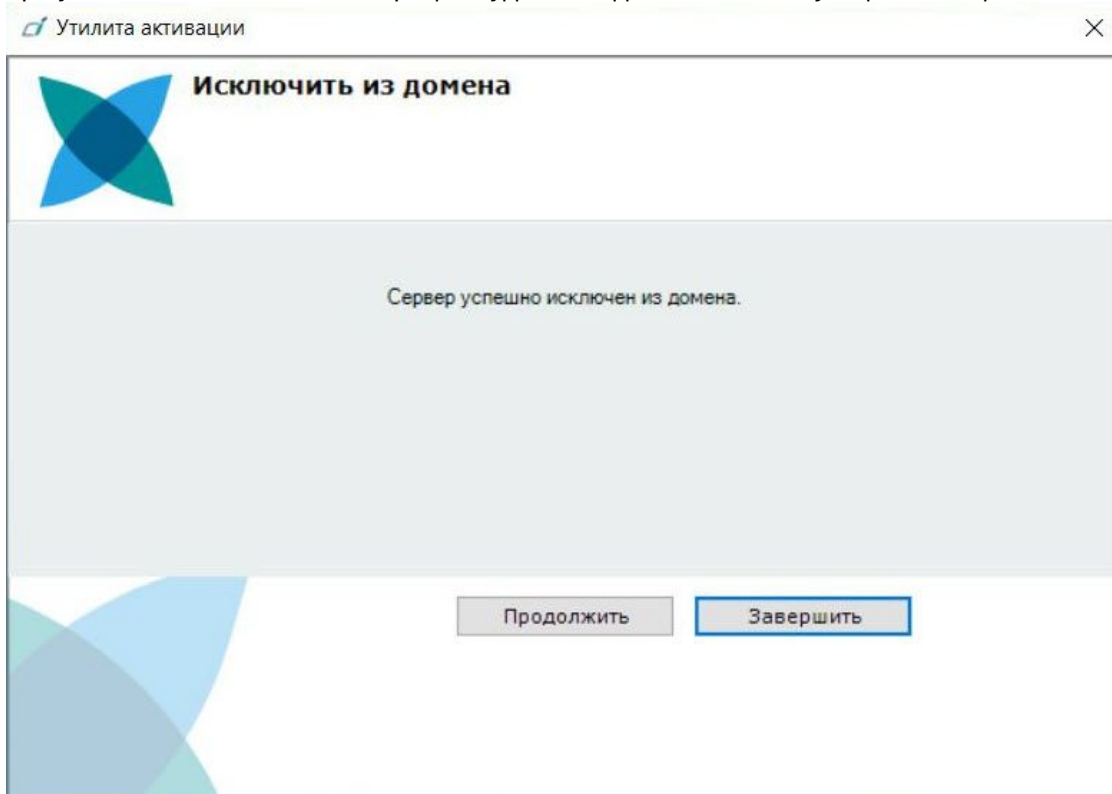 Утилита активации
Исключить из домена
Сервер успешно исключен из домена.
Продолжить
Завершить